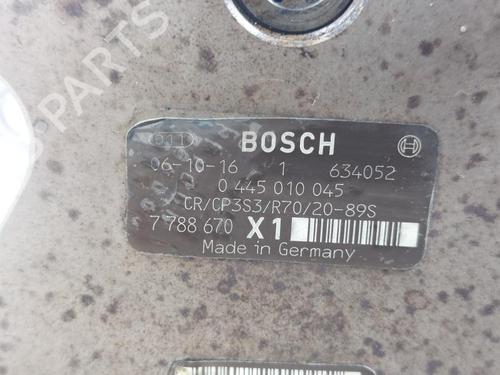 BOSCH
06-10-16 1 634052
0 445 010 045
CR/CP3S3/R70/20-89S
7 788 670 X1
Made in Germany